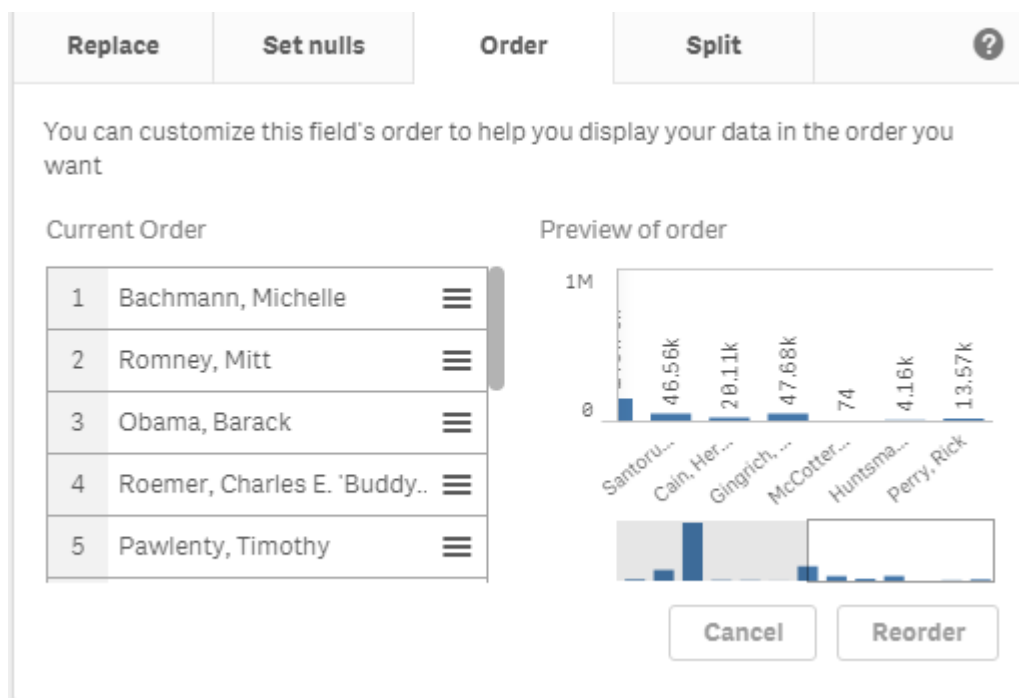 Replace
Set nulls
Order
Split
?
You can customize this field's order to help you display your data in the order you
want
Current Order
1 Bachmann, Michelle
2 Romney, Mitt
3 Obama, Barack
4 Roemer, Charles E. 'Buddy..
5 Pawlenty, Timothy
Preview of order
1M
0
46.56k
20.11k
47.68k
74
4.16k
13.57k
Santoru...
Cain, Her...
Gingrich, ...
McCotter...
Huntsma...
Perry, Rick
Cancel
Reorder